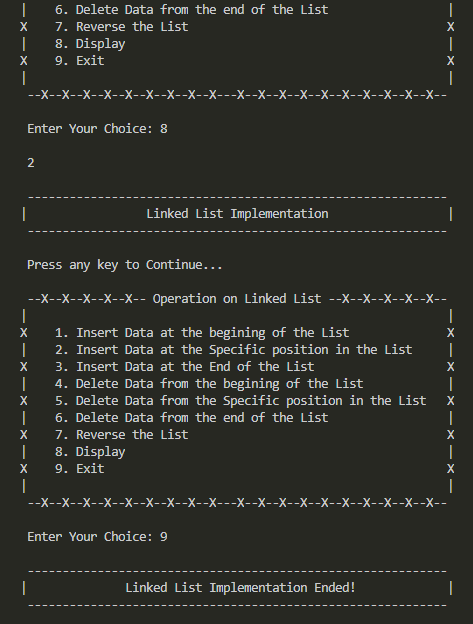 |    6. Delete Data from the end of the List                 |
X    7. Reverse the List                                     X
|    8. Display                                              |
X    9. Exit                                                 X
|                                                            |
 --X--X--X--X--X--X--X--X--X---X--X--X--X--X--X--X--X--X--X--
Enter Your Choice: 8
2
------------------------------------------------------------
|                 Linked List Implementation                 |
------------------------------------------------------------
Press any key to Continue...
 --X--X--X--X--X-- Operation on Linked List --X--X--X--X--X--
|                                                            |
X    1. Insert Data at the begining of the List              X
|    2. Insert Data at the Specific position in the List     |
X    3. Insert Data at the End of the List                   X
|    4. Delete Data from the begining of the List            |
X    5. Delete Data from the Specific position in the List   X
|    6. Delete Data from the end of the List                 |
X    7. Reverse the List                                     X
|    8. Display                                              |
X    9. Exit                                                 X
|                                                            |
 --X--X--X--X--X--X--X--X--X---X--X--X--X--X--X--X--X--X--X--
Enter Your Choice: 9
------------------------------------------------------------
|              Linked List Implementation Ended!             |
------------------------------------------------------------